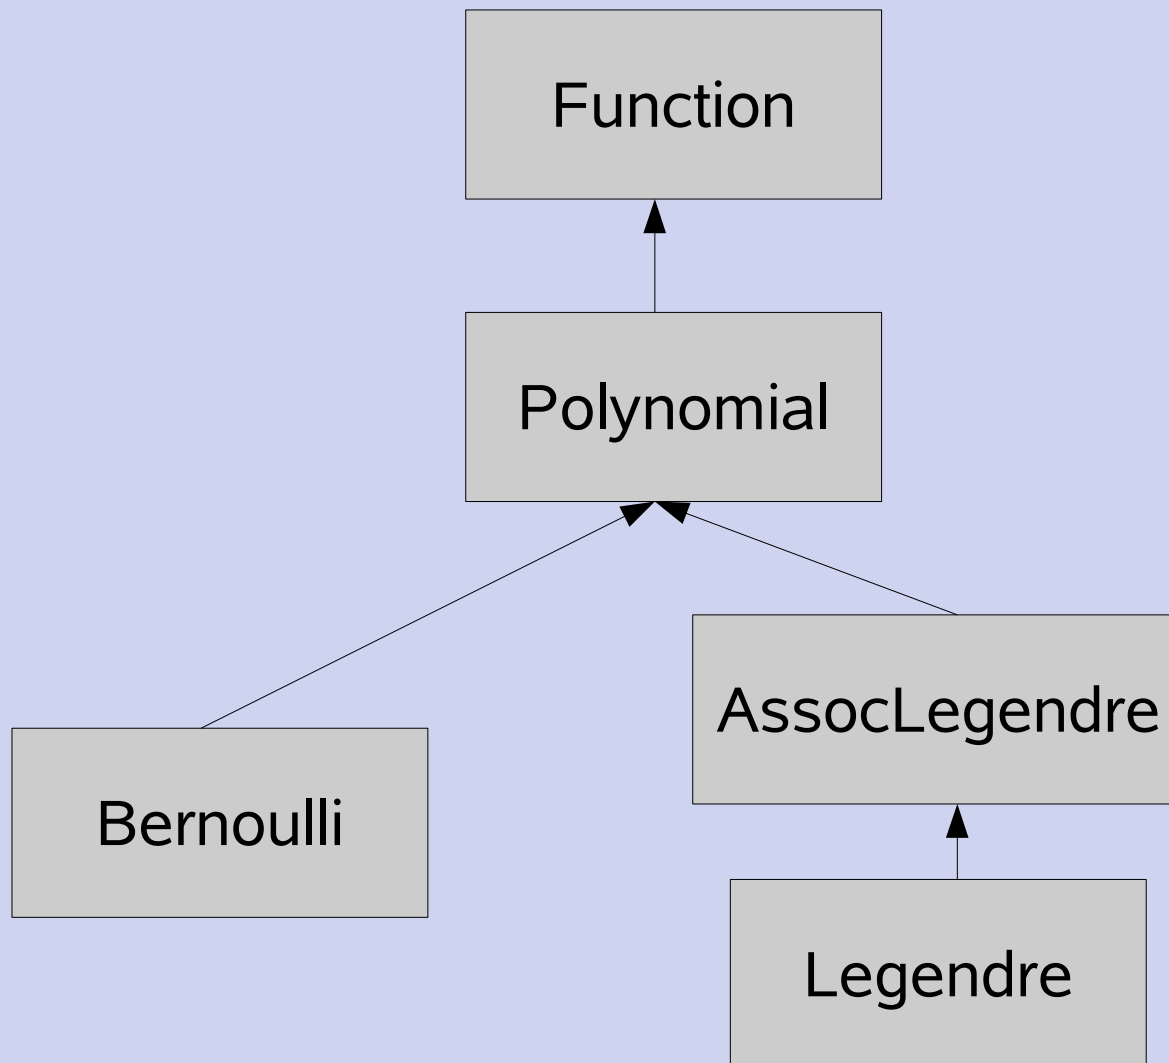 Function
Polynomial
AssocLegendre
Bernoulli
Legendre